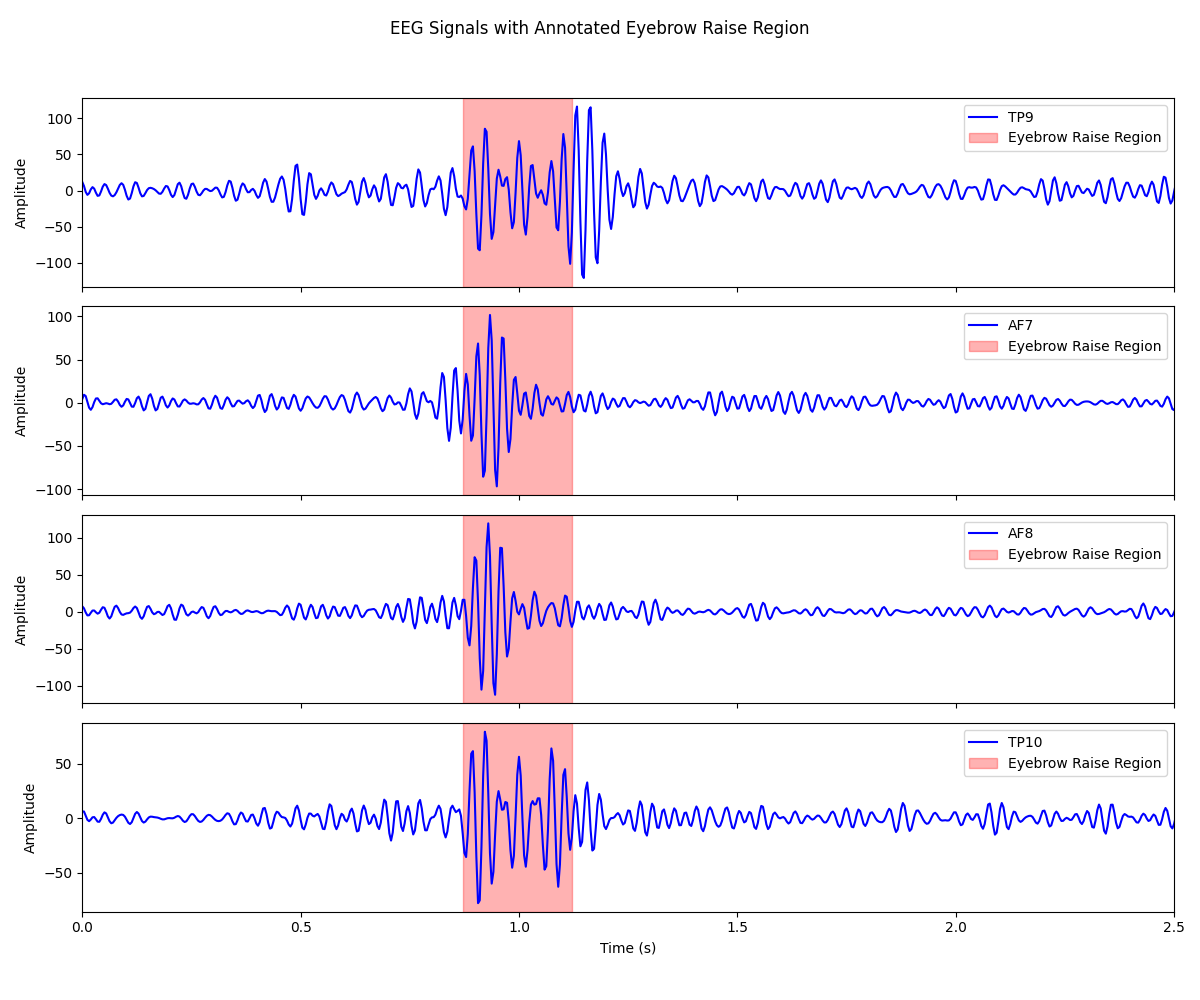 EEG Signals with Annotated Eyebrow Raise Region
100
50
0
−50
−100
Amplitude
TP9
Eyebrow Raise Region
100
50
0
−50
−100
Amplitude
AF7
Eyebrow Raise Region
100
50
0
−50
−100
Amplitude
AF8
Eyebrow Raise Region
50
0
−50
Amplitude
TP10
Eyebrow Raise Region
0.0 0.5 1.0 1.5 2.0 2.5
Time (s)